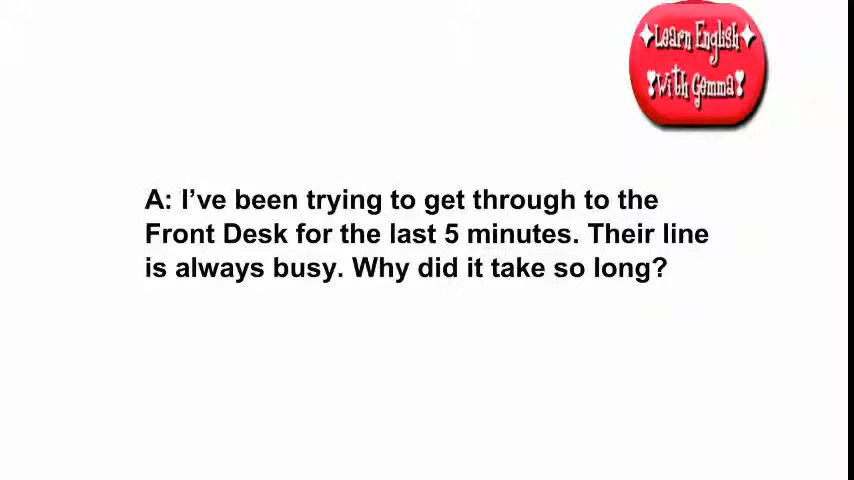 ✦Learn English✦
❣With Gemma❣
A: I’ve been trying to get through to the
Front Desk for the last 5 minutes. Their line
is always busy. Why did it take so long?